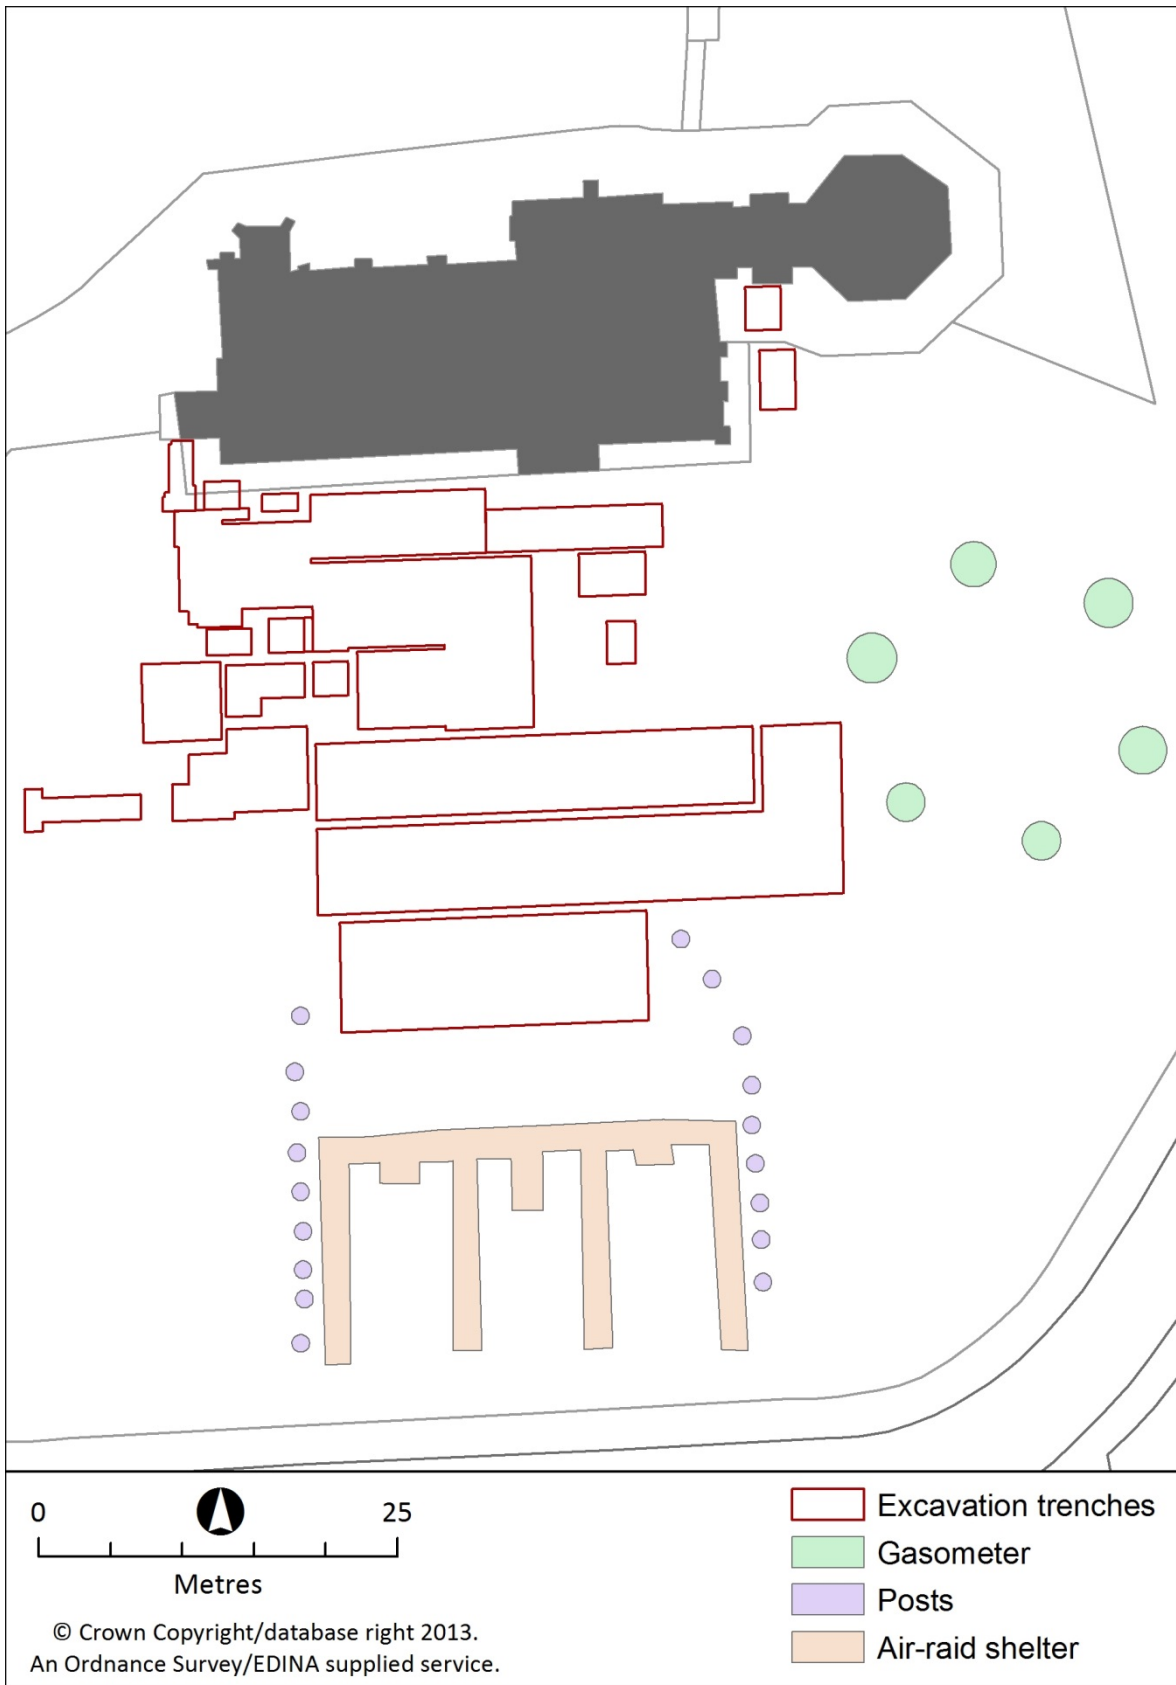 0 25
Metres
© Crown Copyright/database right 2013.
An Ordnance Survey/EDINA supplied service.
Excavation trenches
Gasometer
Posts
Air-raid shelter